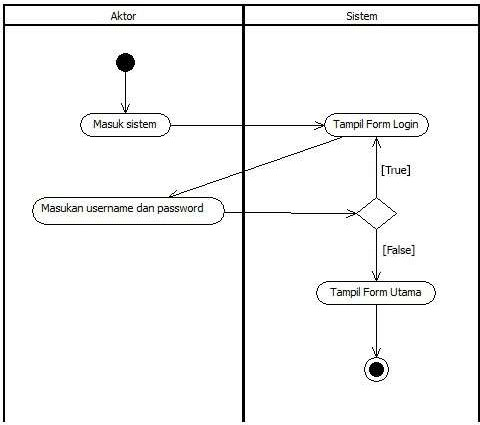 Aktor
Sistem
Masuk sistem
Tampil Form Login
[True]
Masukan username dan password
[False]
Tampil Form Utama